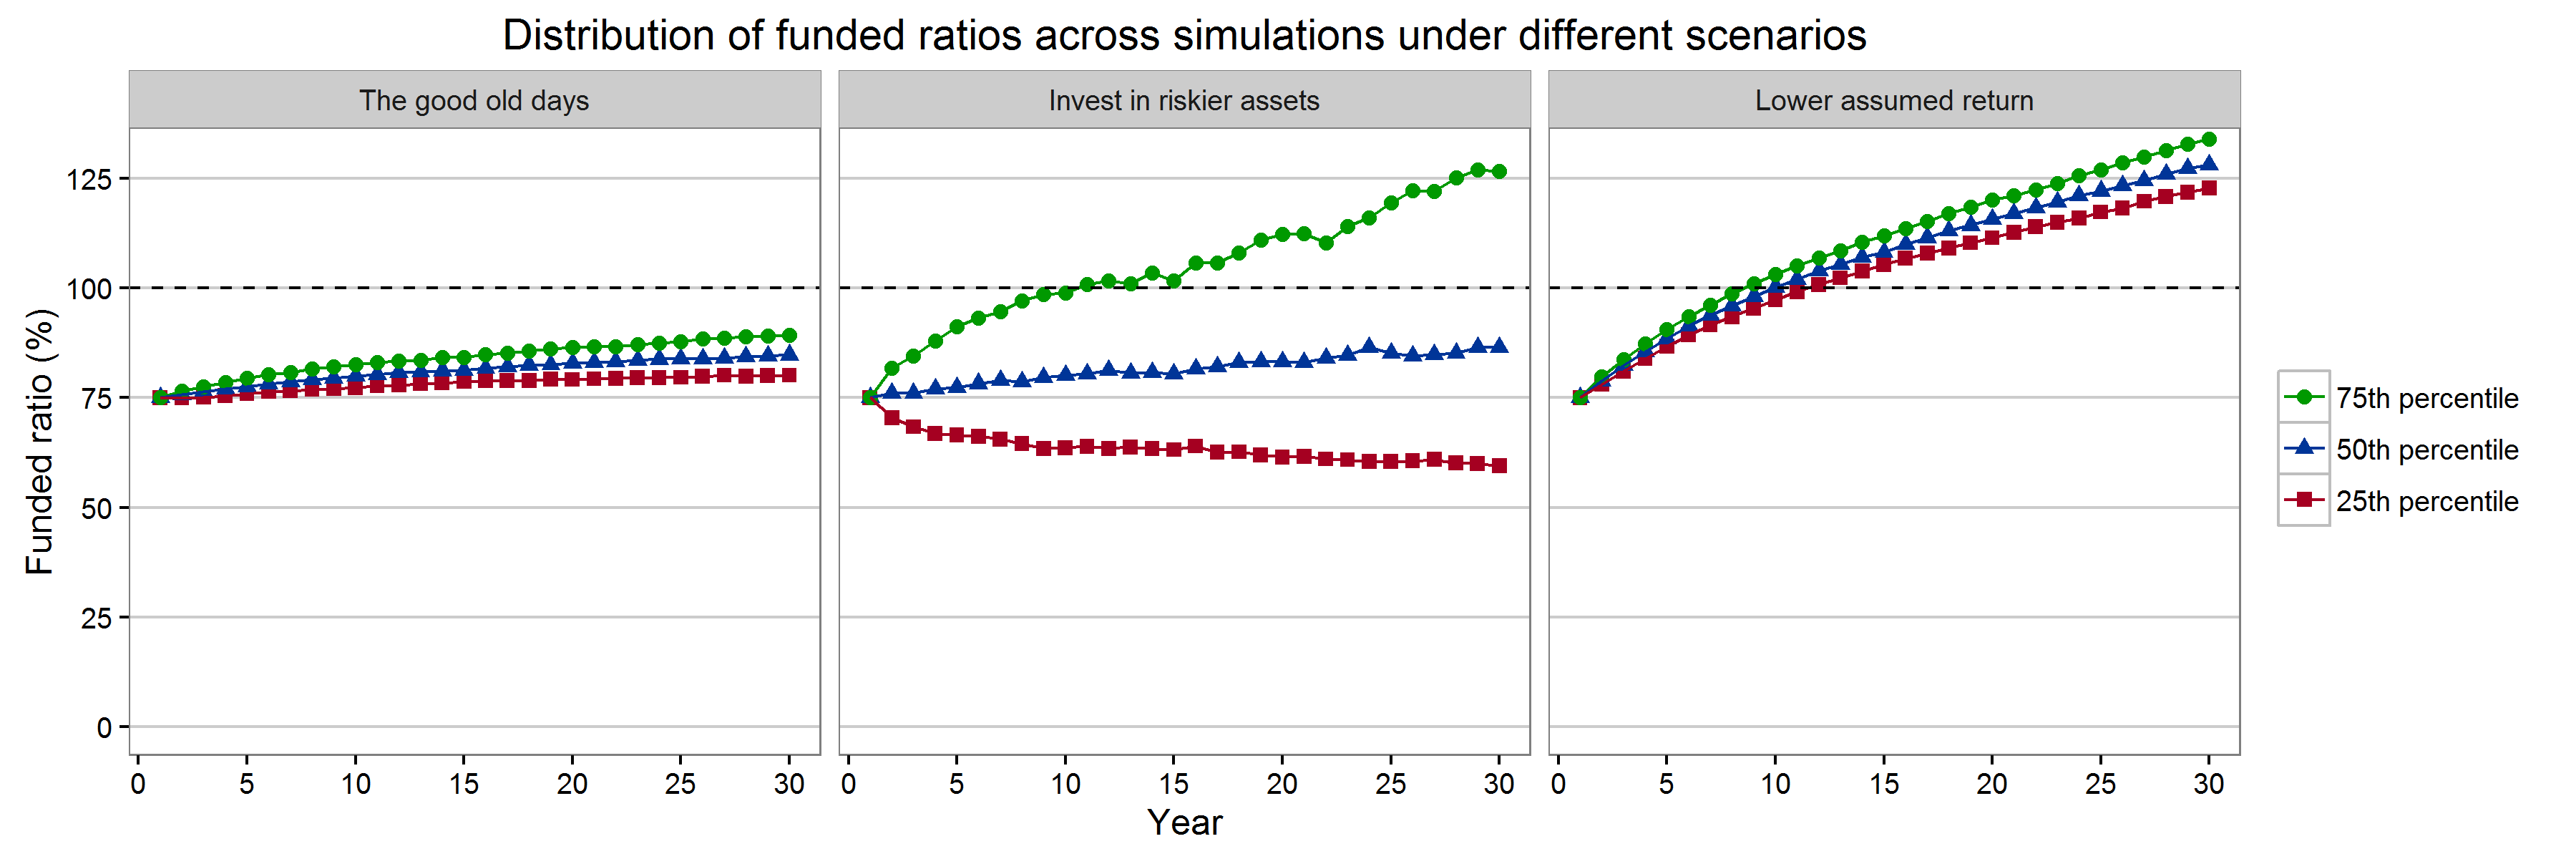 Distribution of funded ratios across simulations under different scenarios
The good old days
Invest in riskier assets
Lower assumed return
Funded ratio (%)
125
100
75
50
25
0
0 5 10 15 20 25 30
0 5 10 15 20 25 30
0 5 10 15 20 25 30
Year
75th percentile
50th percentile
25th percentile